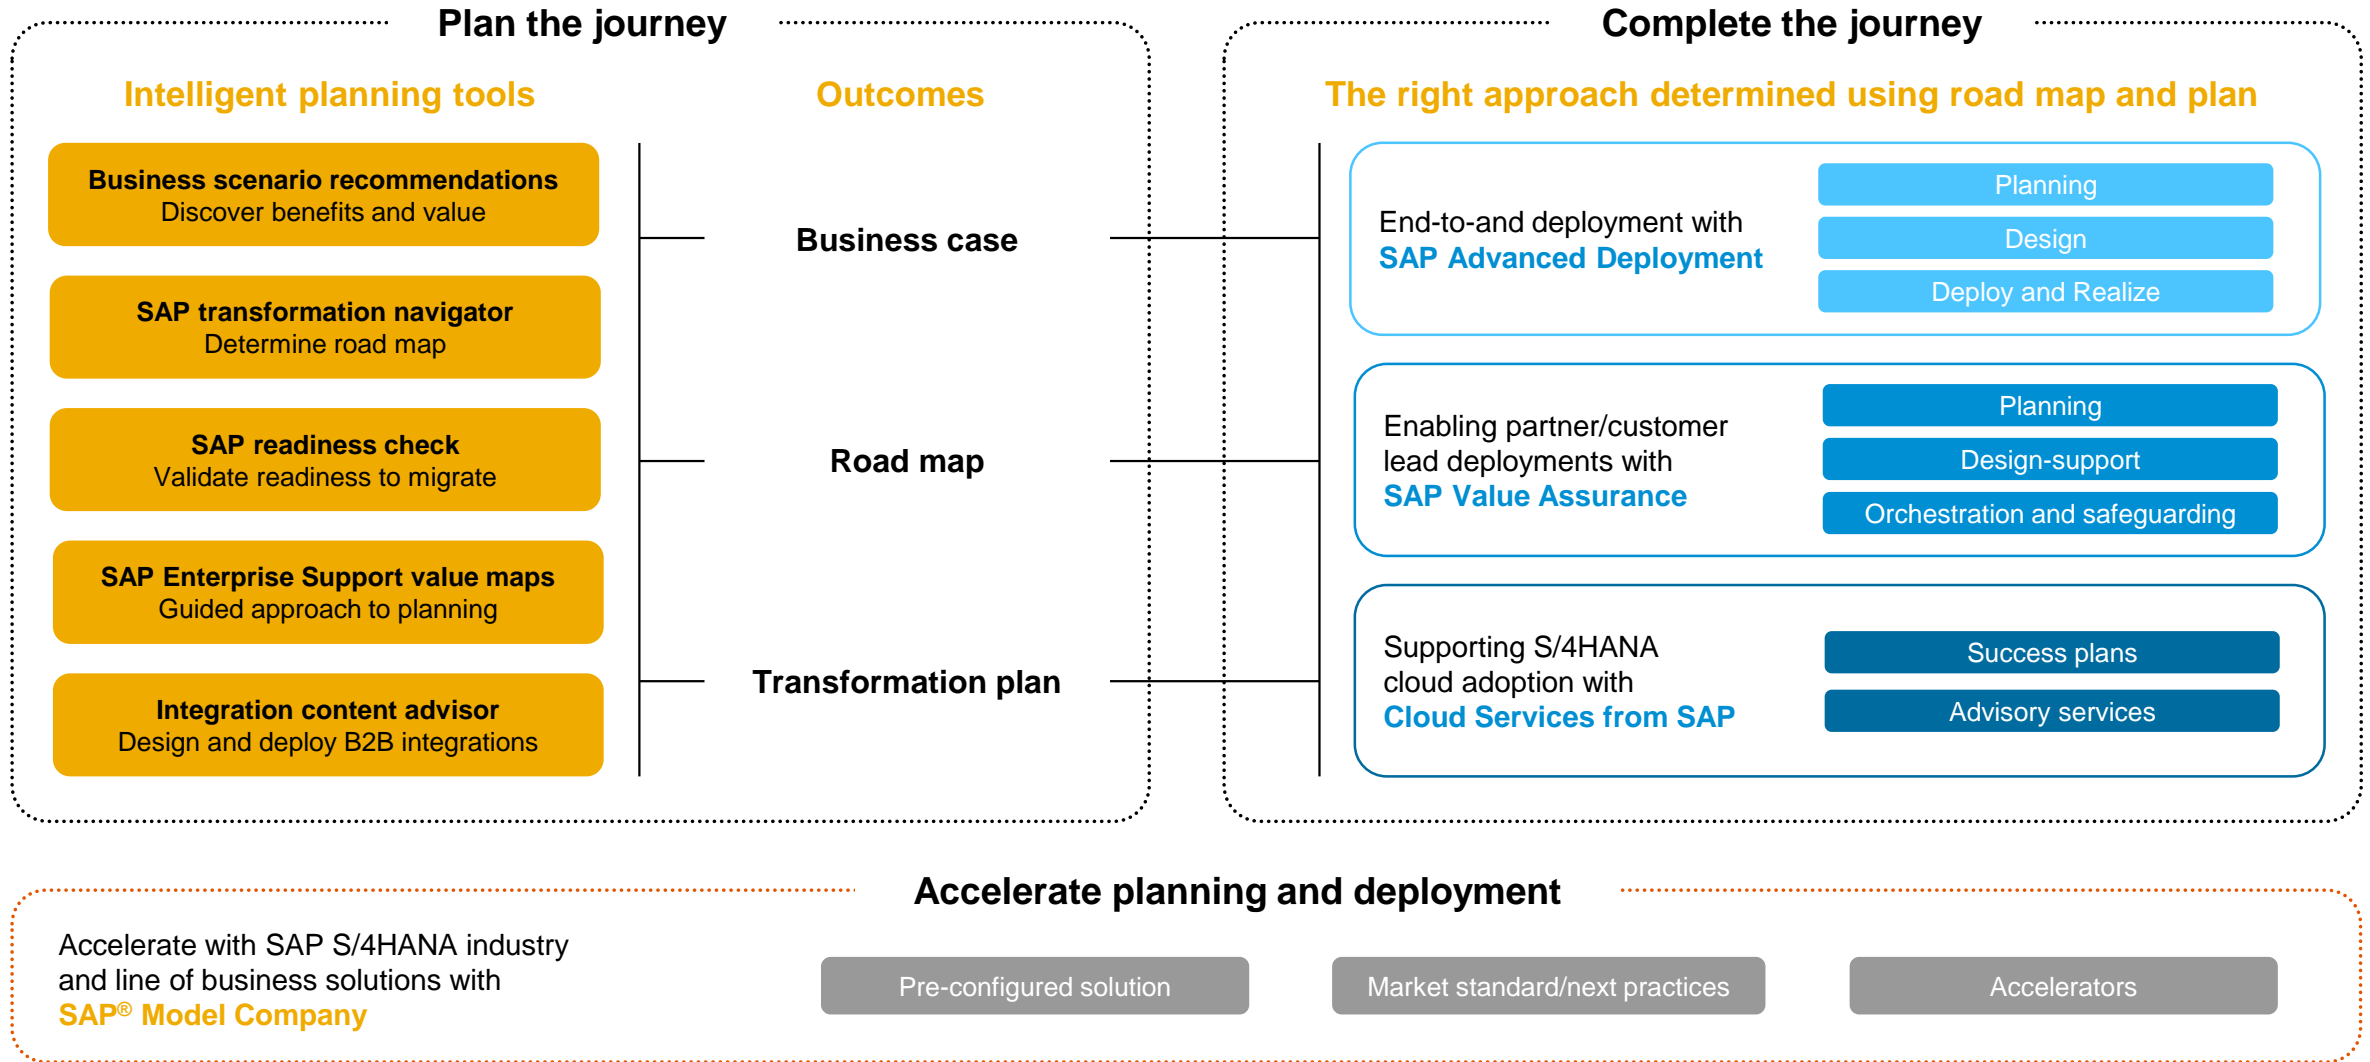 Plan the journey
Intelligent planning tools
Business scenario recommendations
Discover benefits and value
SAP transformation navigator
Determine road map
SAP readiness check
Validate readiness to migrate
SAP Enterprise Support value maps
Guided approach to planning
Integration content advisor
Design and deploy B2B integrations
Outcomes
Business case
Road map
Transformation plan
Complete the journey
The right approach determined using road map and plan
End-to-and deployment with
SAP Advanced Deployment
Planning
Design
Deploy and Realize
Enabling partner/customer
lead deployments with
SAP Value Assurance
Planning
Design-support
Orchestration and safeguarding
Supporting S/4HANA
cloud adoption with
Cloud Services from SAP
Success plans
Advisory services
Accelerate planning and deployment
Accelerate with SAP S/4HANA industry
and line of business solutions with
SAP® Model Company
Pre-configured solution
Market standard/next practices
Accelerators